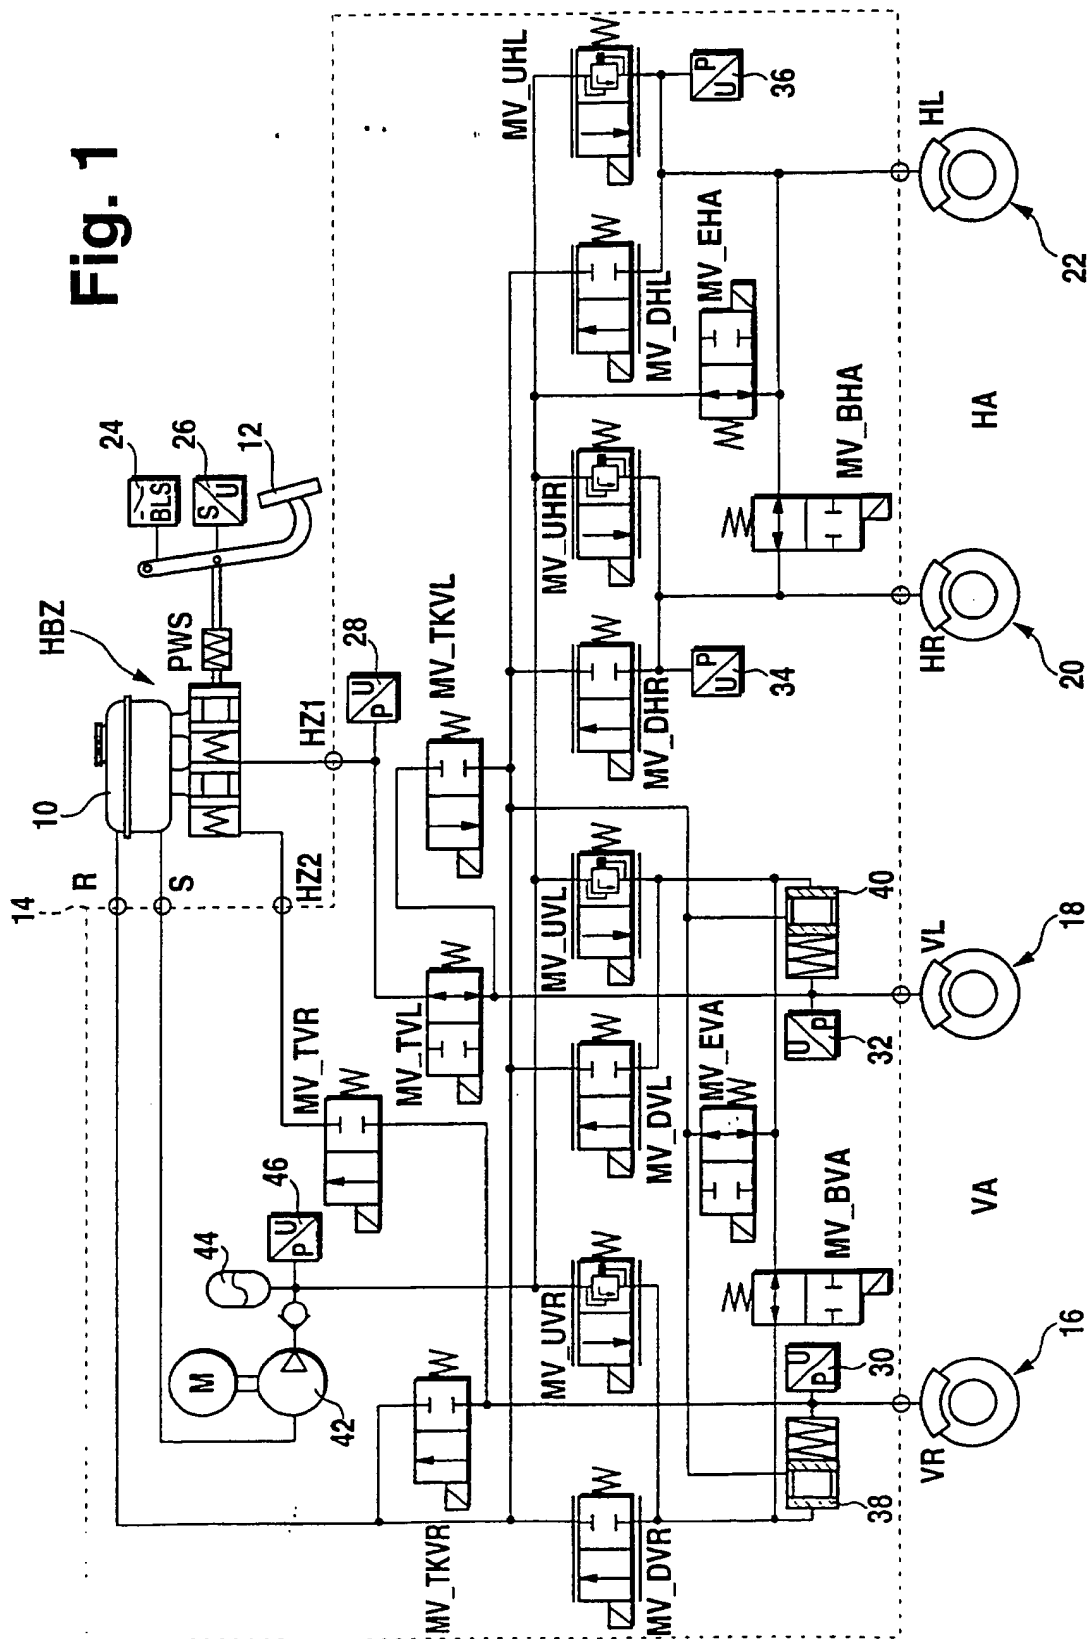 Fig. 1
24
BLS
26
S
U
12
HBZ
PWS
10
R
14
S
HZ2
HZ1
28
U
P
MV_TKVL
MV_TVR
MV_TVL
46
U
P
44
M
42
MV_TKVR
MV_UHL
P
U
36
MV_DHL
MV_EHA
MV_UHR
MV_DHR
P
U
34
MV_BHA
MV_UVL
MV_DVL
MV_EVA
MV_UVR
MV_DVR
MV_BVA
40
U
P
32
U
P
30
38
HL
22
HA
HR
20
VL
18
VA
VR
16